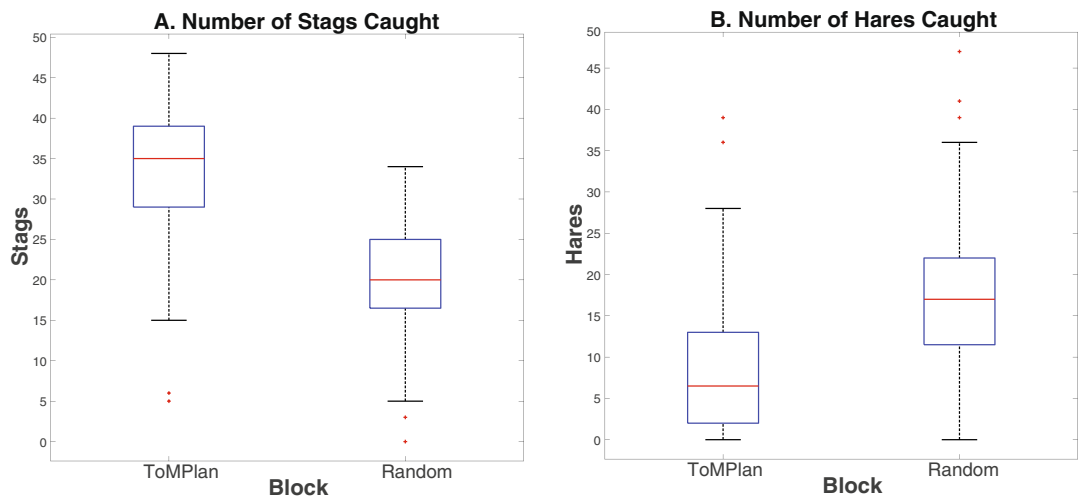 A. Number of Stags Caught
50
45
40
35
30
25
20
15
10
5
0
Stags
ToMPlan Random
Block
B. Number of Hares Caught
50
45
40
35
30
25
20
15
10
5
0
Hares
ToMPlan Random
Block